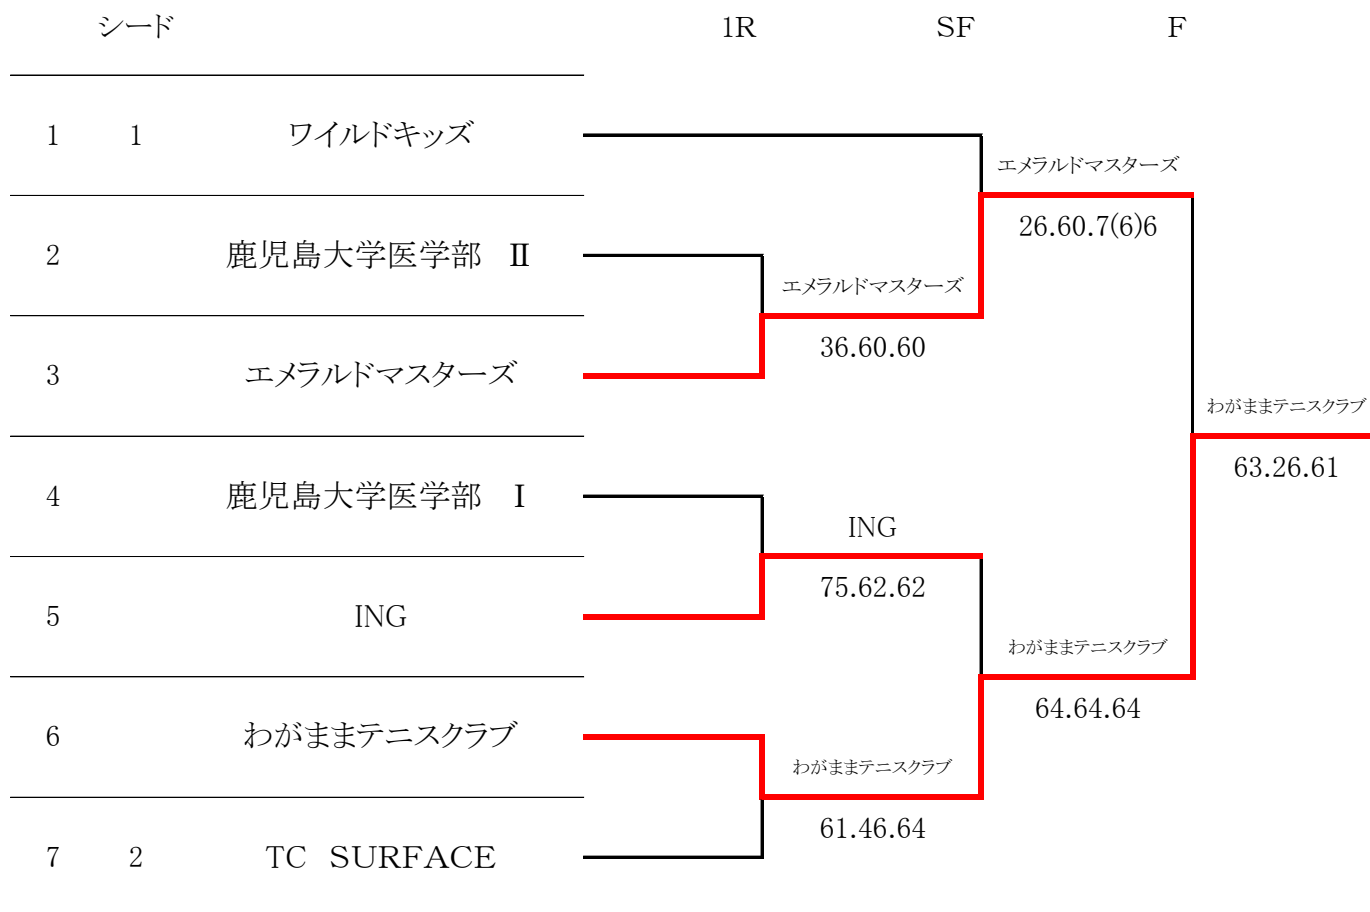 シード 1R SF F
1 1 ワイルドキッズ
エメラルドマスターズ
26.60.7(6)6
2 鹿児島大学医学部 Ⅱ
エメラルドマスターズ
36.60.60
3 エメラルドマスターズ
わがままテニスクラブ
63.26.61
4 鹿児島大学医学部 Ⅰ
ING
75.62.62
5 ING
わがままテニスクラブ
64.64.64
6 わがままテニスクラブ
わがままテニスクラブ
61.46.64
7 2 TC SURFACE